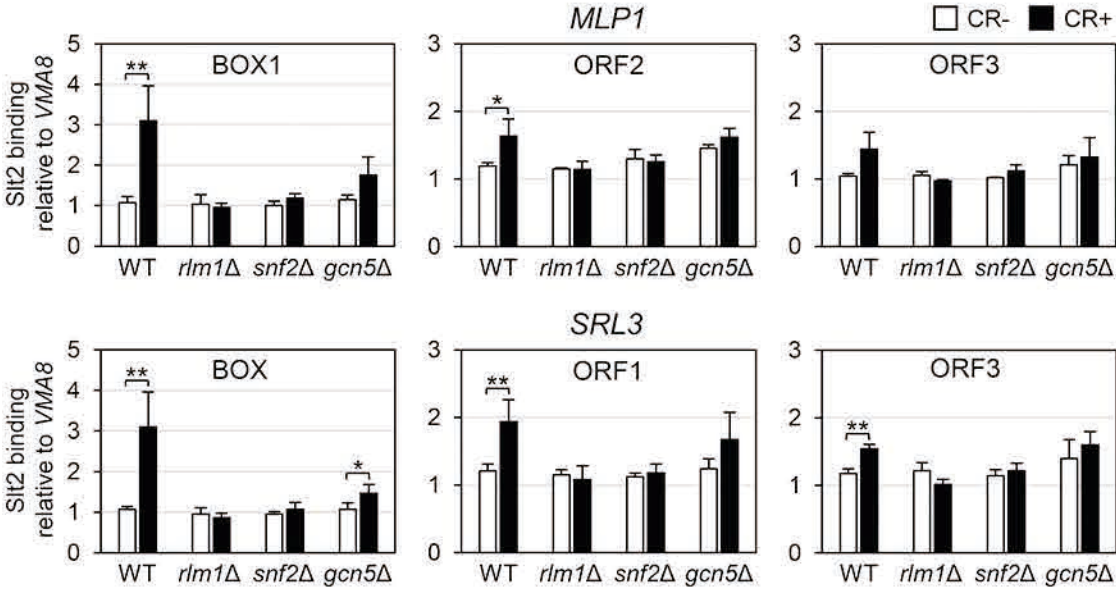 MLP1
CR- CR+
Slt2 binding
relative to VMA8
5
4
3
2
1
0
BOX1
**
WT rlm1Δ snf2Δ gcn5Δ
3
2
1
0
ORF2
*
WT rlm1Δ snf2Δ gcn5Δ
3
2
1
0
ORF3
WT rlm1Δ snf2Δ gcn5Δ
SRL3
Slt2 binding
relative to VMA8
5
4
3
2
1
0
BOX
**
*
WT rlm1Δ snf2Δ gcn5Δ
3
2
1
0
ORF1
**
WT rlm1Δ snf2Δ gcn5Δ
3
2
1
0
ORF3
**
WT rlm1Δ snf2Δ gcn5Δ